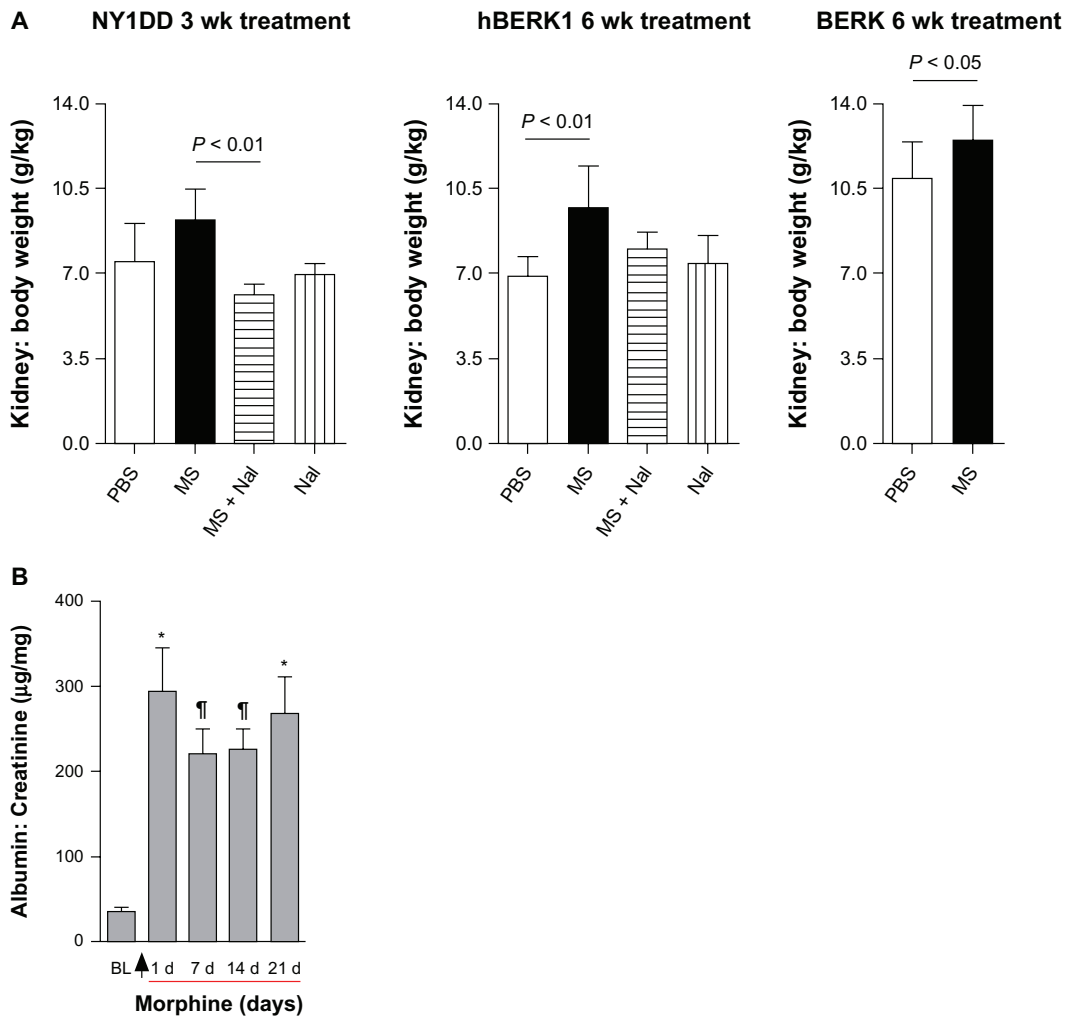 A
NY1DD 3 wk treatment
hBERK1 6 wk treatment
BERK 6 wk treatment
Kidney: body weight (g/kg)
14.0
10.5
7.0
3.5
0.0
P < 0.01
PBS
MS
MS + Nal
Nal
Kidney: body weight (g/kg)
14.0
10.5
7.0
3.5
0.0
P < 0.01
PBS
MS
MS + Nal
Nal
Kidney: body weight (g/kg)
14.0
10.5
7.0
3.5
0.0
P < 0.05
PBS
MS
B
Albumin: Creatinine (µg/mg)
400
300
200
100
0
* ¶ ¶ *
BL 1 d 7 d 14 d 21 d
Morphine (days)